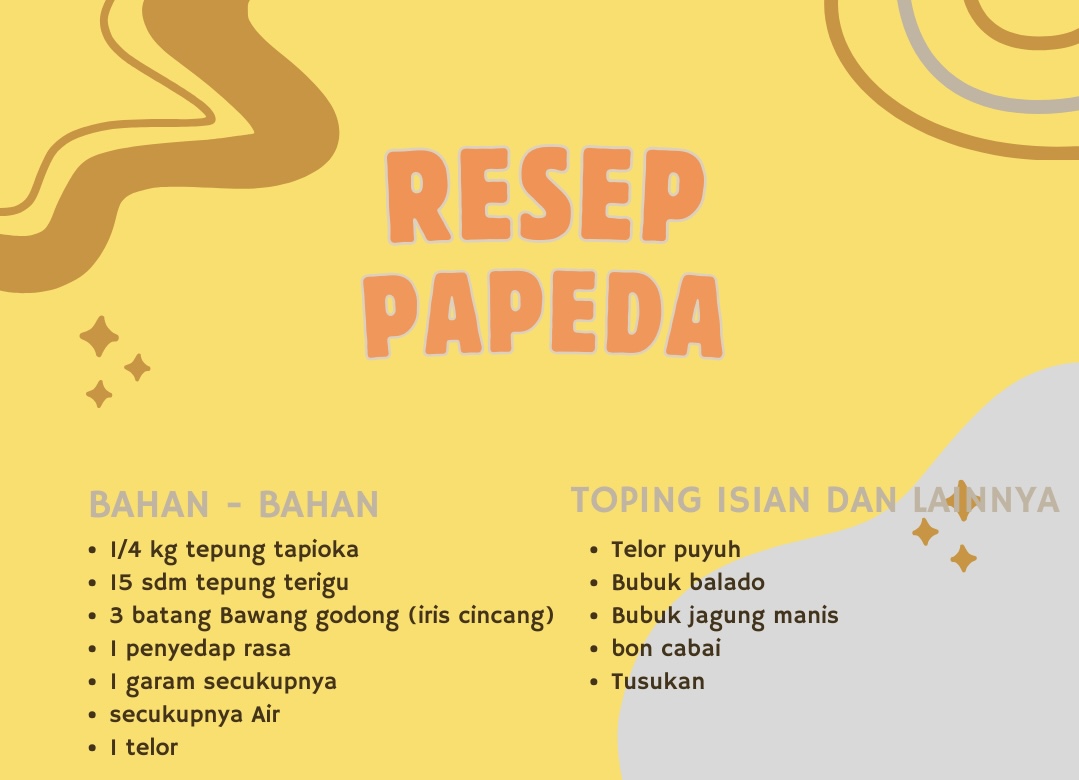 RESEP
PAPEDA
BAHAN - BAHAN
1/4 kg tepung tapioka
15 sdm tepung terigu
3 batang Bawang godong (iris cincang)
1 penyedap rasa
1 garam secukupnya
secukupnya Air
1 telor
TOPING ISIAN DAN LAINNYA
Telor puyuh
Bubuk balado
Bubuk jagung manis
bon cabai
Tusukan